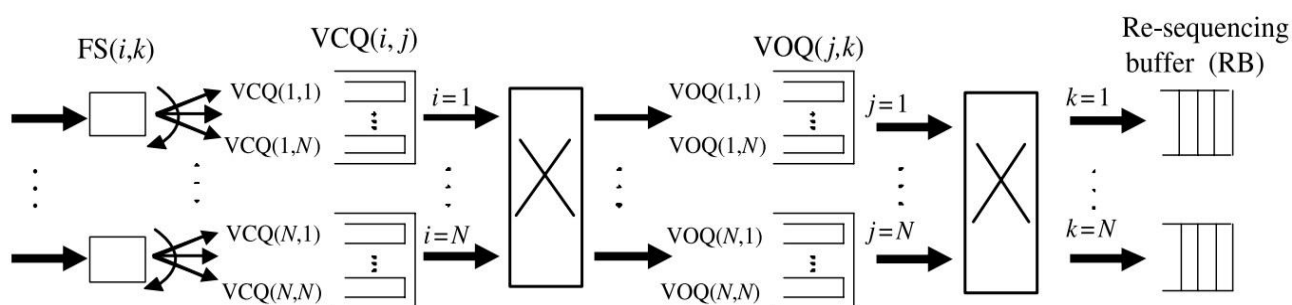 FS(i,k)
VCQ(i, j)
VOQ(j,k)
Re-sequencing
buffer (RB)
VCQ(1,1)
VCQ(1,N)
i=1
VOQ(1,1)
VOQ(1,N)
j=1
k=1
VCQ(N,1)
VCQ(N,N)
i=N
VOQ(N,1)
VOQ(N,N)
j=N
k=N